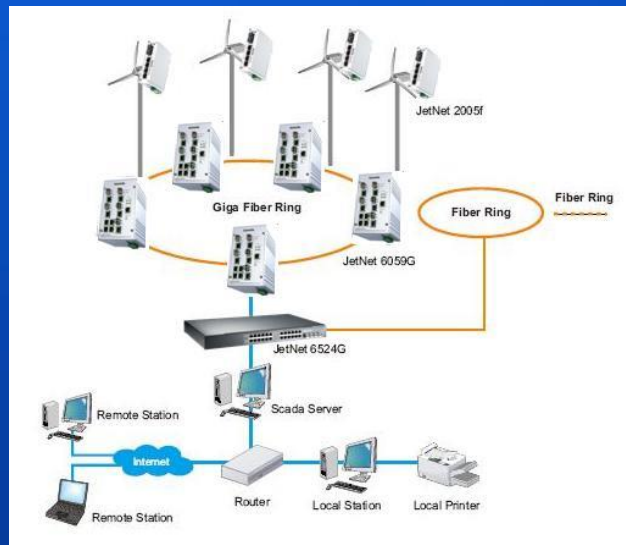 JetNet 2005f
Giga Fiber Ring
Fiber Ring
Fiber Ring
JetNet 6059G
JetNet 6524G
Scada Server
Remote Station
Internet
Router
Local Station
Local Printer
Remote Station